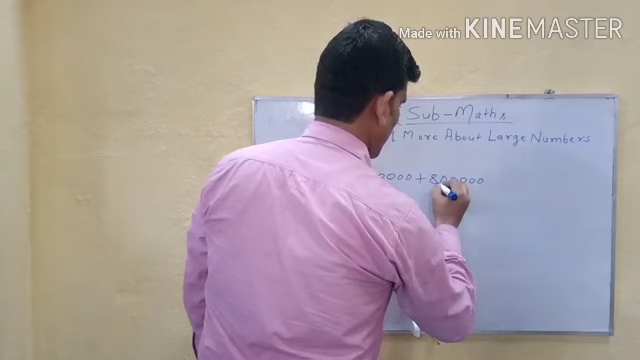 Made with KINEMASTER
Sub - Maths
More About Large Numbers
0000 + 800000